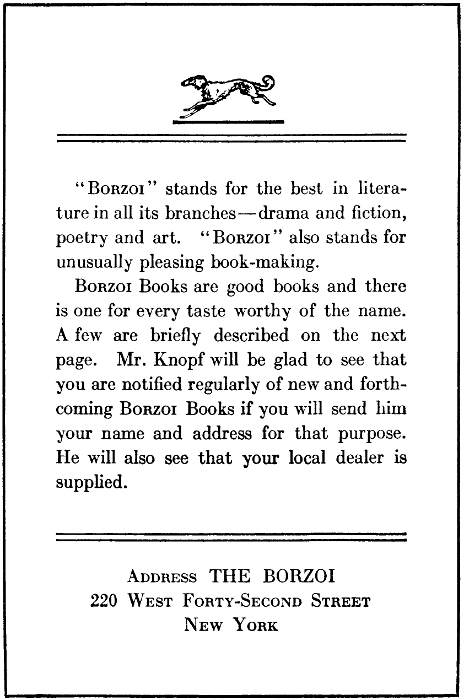 "Borzoi" stands for the best in litera-
ture in all its branches—drama and fiction,
poetry and art. "Borzoi" also stands for
unusually pleasing book-making.
Borzoi Books are good books and there
is one for every taste worthy of the name.
A few are briefly described on the next
page. Mr. Knopf will be glad to see that
you are notified regularly of new and forth-
coming Borzoi Books if you will send him
your name and address for that purpose.
He will also see that your local dealer is
supplied.
Address THE BORZOI
220 West Forty-Second Street
New York